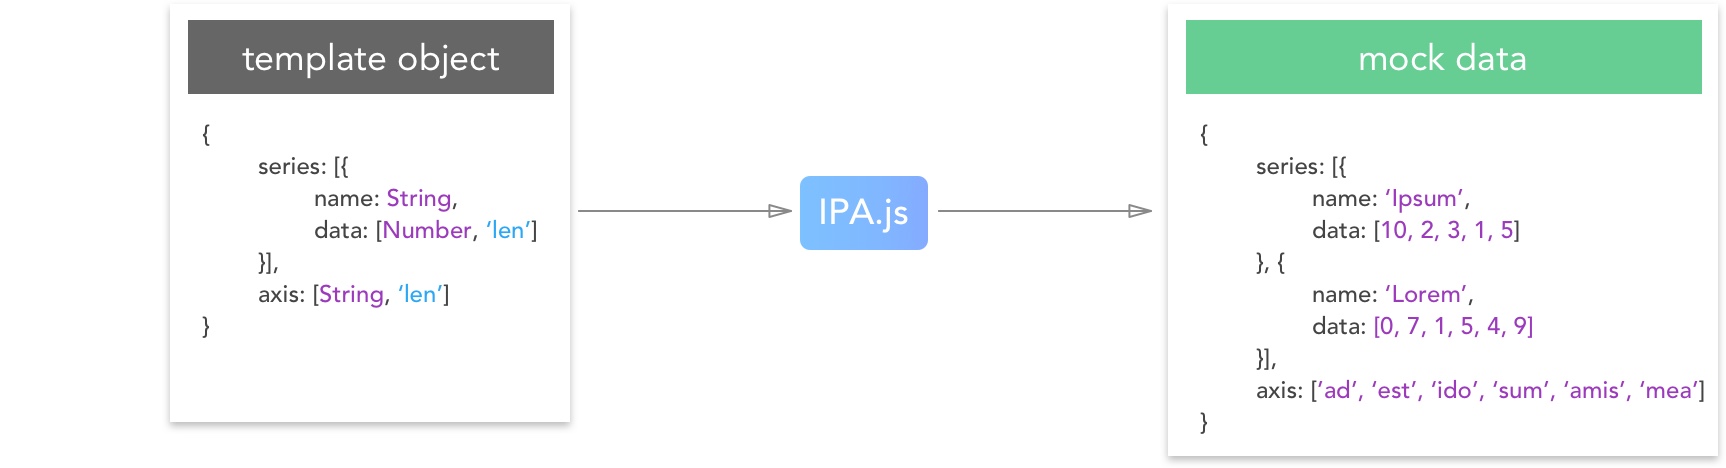 template object
{
series: [{
name: String,
data: [Number, ‘len’]
}],
axis: [String, ‘len’]
}
IPA.js
mock data
{
series: [{
name: ‘Ipsum’,
data: [10, 2, 3, 1, 5]
}, {
name: ‘Lorem’,
data: [0, 7, 1, 5, 4, 9]
}],
axis: [‘ad’, ‘est’, ‘ido’, ‘sum’, ‘amis’, ‘mea’]
}